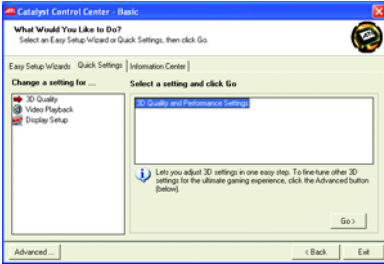 ATI Catalyst Control Center - Basic
What Would You Like to Do?
Select an Easy Setup Wizard or Quick Settings, then click Go.
Easy Setup Wizards Quick Settings Information Center
Change a setting for ...
3D Quality
Video Playback
Display Setup
Select a setting and click Go
3D Quality and Performance Settings
Lets you adjust 3D settings in one easy step. To fine-tune other 3D
settings for the ultimate gaming experience, click the Advanced button
(below).
Go >
Advanced ...
< Back
Exit